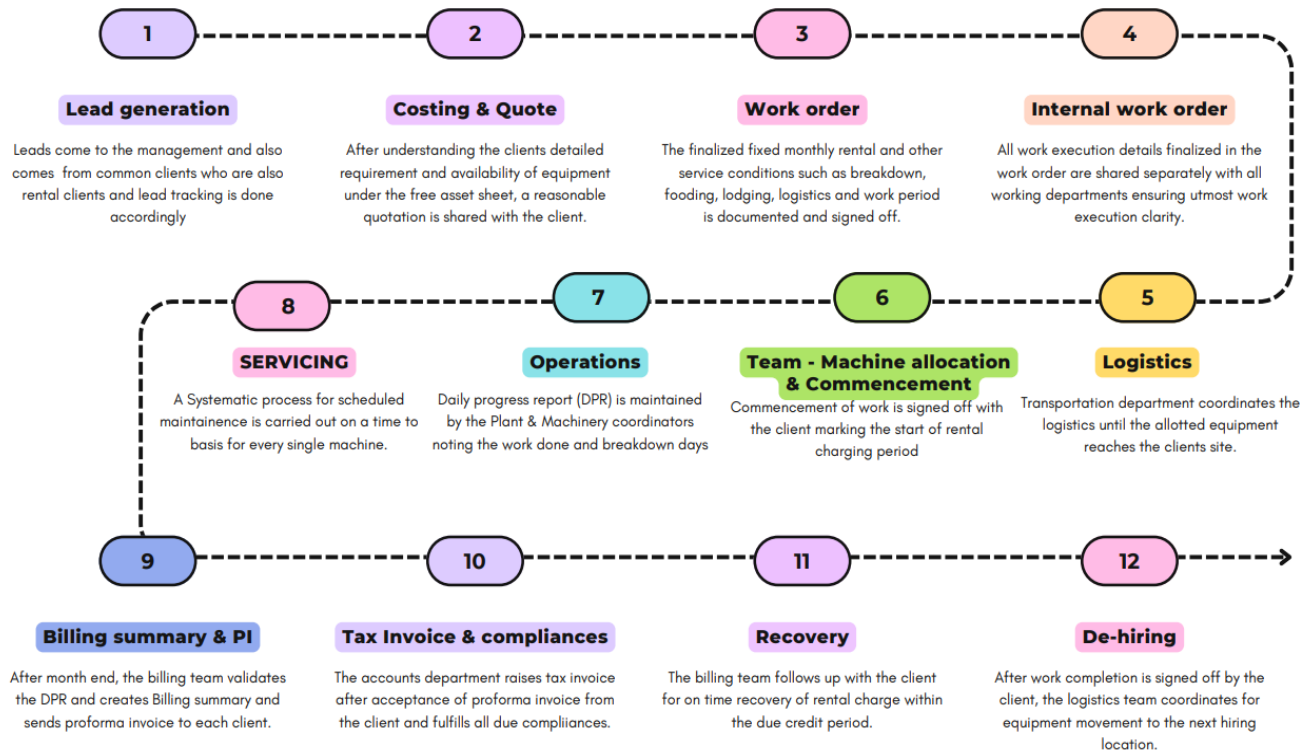 1
Lead generation
Leads come to the management and also
comes from common clients who are also
rental clients and lead tracking is done
accordingly
2
Costing & Quote
After understanding the clients detailed
requirement and availability of equipment
under the free asset sheet, a reasonable
quotation is shared with the client.
3
Work order
The finalized fixed monthly rental and other
service conditions such as breakdown,
fooding, lodging, logistics and work period
is documented and signed off.
4
Internal work order
All work execution details finalized in the
work order are shared separately with all
working departments ensuring utmost work
execution clarity.
5
Logistics
Transportation department coordinates the
logistics until the allotted equipment
reaches the clients site.
6
Team - Machine allocation
& Commencement
Commencement of work is signed off with
the client marking the start of rental
charging period
7
Operations
Daily progress report (DPR) is maintained
by the Plant & Machinery coordinators
noting the work done and breakdown days
8
SERVICING
A Systematic process for scheduled
maintainence is carried out on a time to
basis for every single machine.
9
Billing summary & PI
After month end, the billing team validates
the DPR and creates Billing summary and
sends proforma invoice to each client.
10
Tax Invoice & compliances
The accounts department raises tax invoice
after acceptance of proforma invoice from
the client and fulfills all due compliiances.
11
Recovery
The billing team follows up with the client
for on time recovery of rental charge within
the due credit period.
12
De-hiring
After work completion is signed off by the
client, the logistics team coordinates for
equipment movement to the next hiring
location.